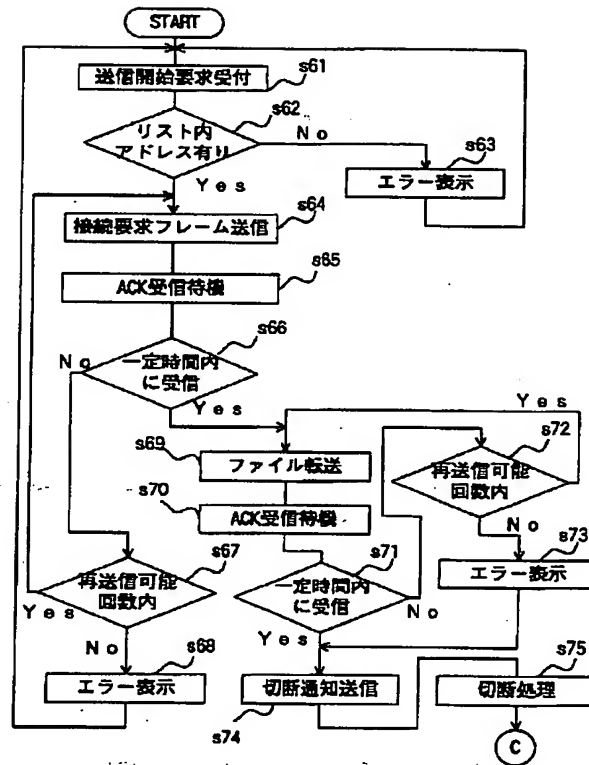 START
送信開始要求受付
s61
リスト内
アドレス有り
s62
No
Yes
エラー表示
s63
接続要求フレーム送信
s64
ACK受信待機
s65
一定時間内
に受信
s66
No
Yes
再送信可能
回数内
s67
Yes
No
エラー表示
s68
s69
ファイル転送
s70
ACK受信待機
s71
一定時間内
に受信
No
Yes
Yes
s72
再送信可能
回数内
No
s73
エラー表示
切断通知送信
s74
s75
切断処理
C